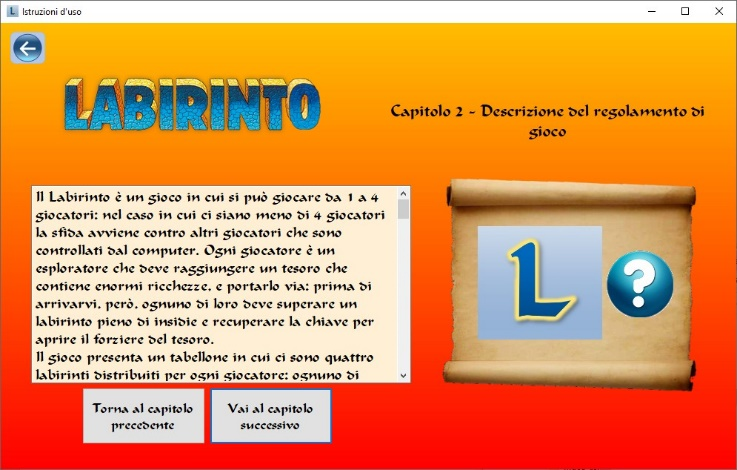 Istruzioni d'uso
LABIRINTO
Capitolo 2 - Descrizione del regolamento di
gioco
Il Labirinto è un gioco in cui si può giocare da 1 a 4
giocatori: nel caso in cui ci siano meno di 4 giocatori
la sfida avviene contro altri giocatori che sono
controllati dal computer. Ogni giocatore è un
esploratore che deve raggiungere un tesoro che
contiene enormi ricchezze, e portarlo via: prima di
arrivarvi, però, ognuno di loro deve superare un
labirinto pieno di insidie e recuperare la chiave per
aprire il forziere del tesoro.
Il gioco presenta un tabellone in cui ci sono quattro
labirinti distribuiti per ogni giocatore: ognuno di
L
?
Torna al capitolo
precedente
Vai al capitolo
successivo